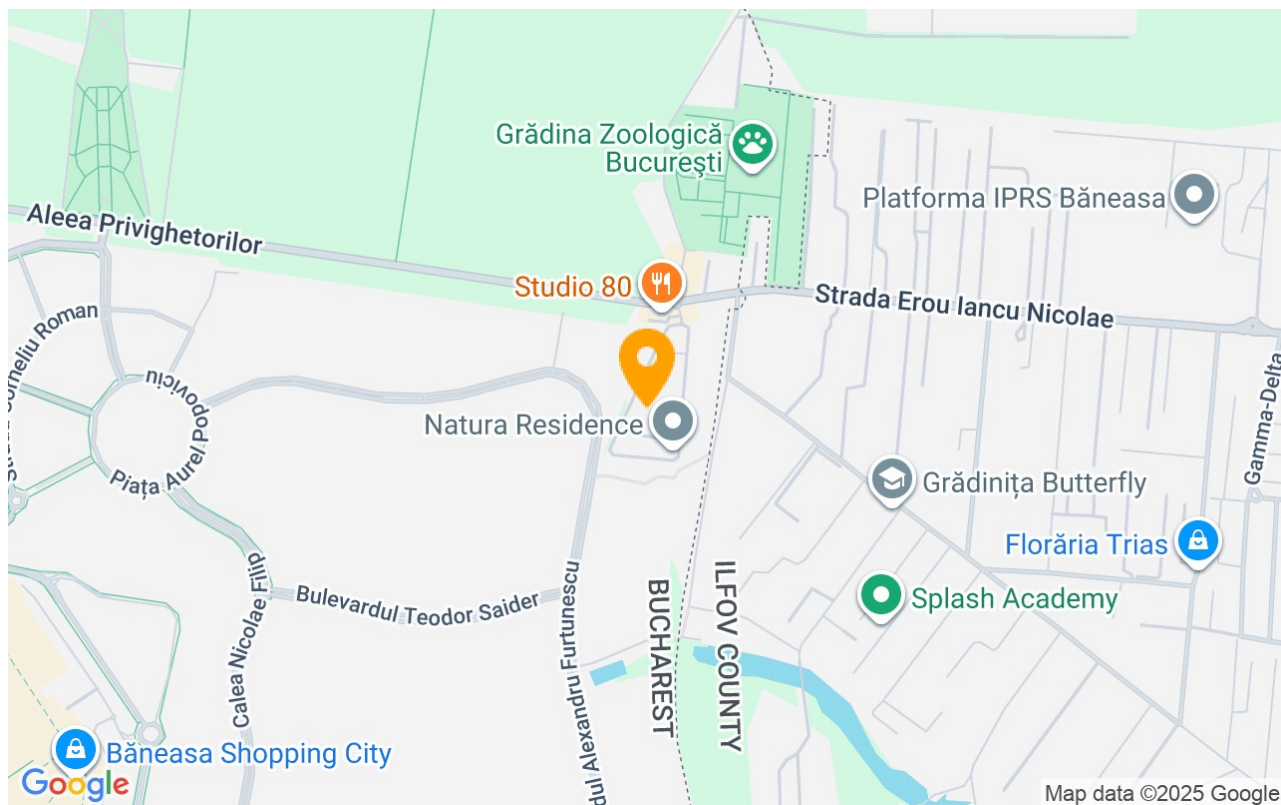 Grădina Zoologică
București
Platforma IPRS Băneasa
Aleea Privighetorilor
Studio 80
Strada Erou Iancu Nicolae
Corneliu Roman
Popoviciu
Piața Aurel
Natura Residence
Gamma-Delta
Grădinița Butterfly
Florăria Trias
Bulevardul Teodor Saider
Splash Academy
Calea Nicolae Filip
Alexandru Furtunescu
BUCHAREST
ILFOV COUNTY
Băneasa Shopping City
Google
Map data ©2025 Google